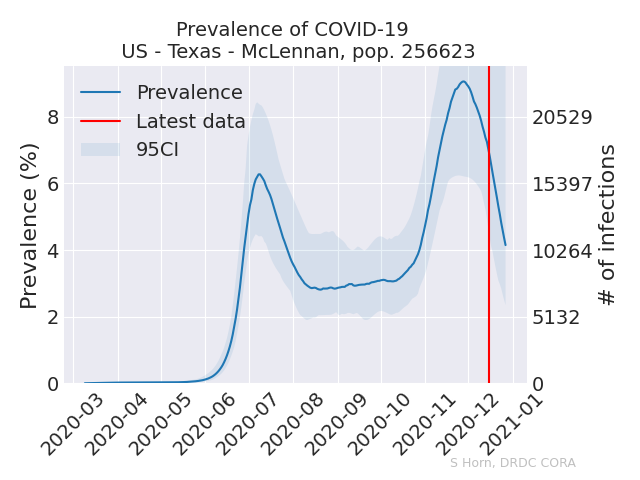 Prevalence of COVID-19
US - Texas - McLennan, pop. 256623
Prevalence
Latest data
95CI
Prevalence (%)
8
6
4
2
0
20529
15397
10264
5132
0
# of infections
2020-03
2020-04
2020-05
2020-06
2020-07
2020-08
2020-09
2020-10
2020-11
2020-12
2021-01
S Horn, DRDC CORA